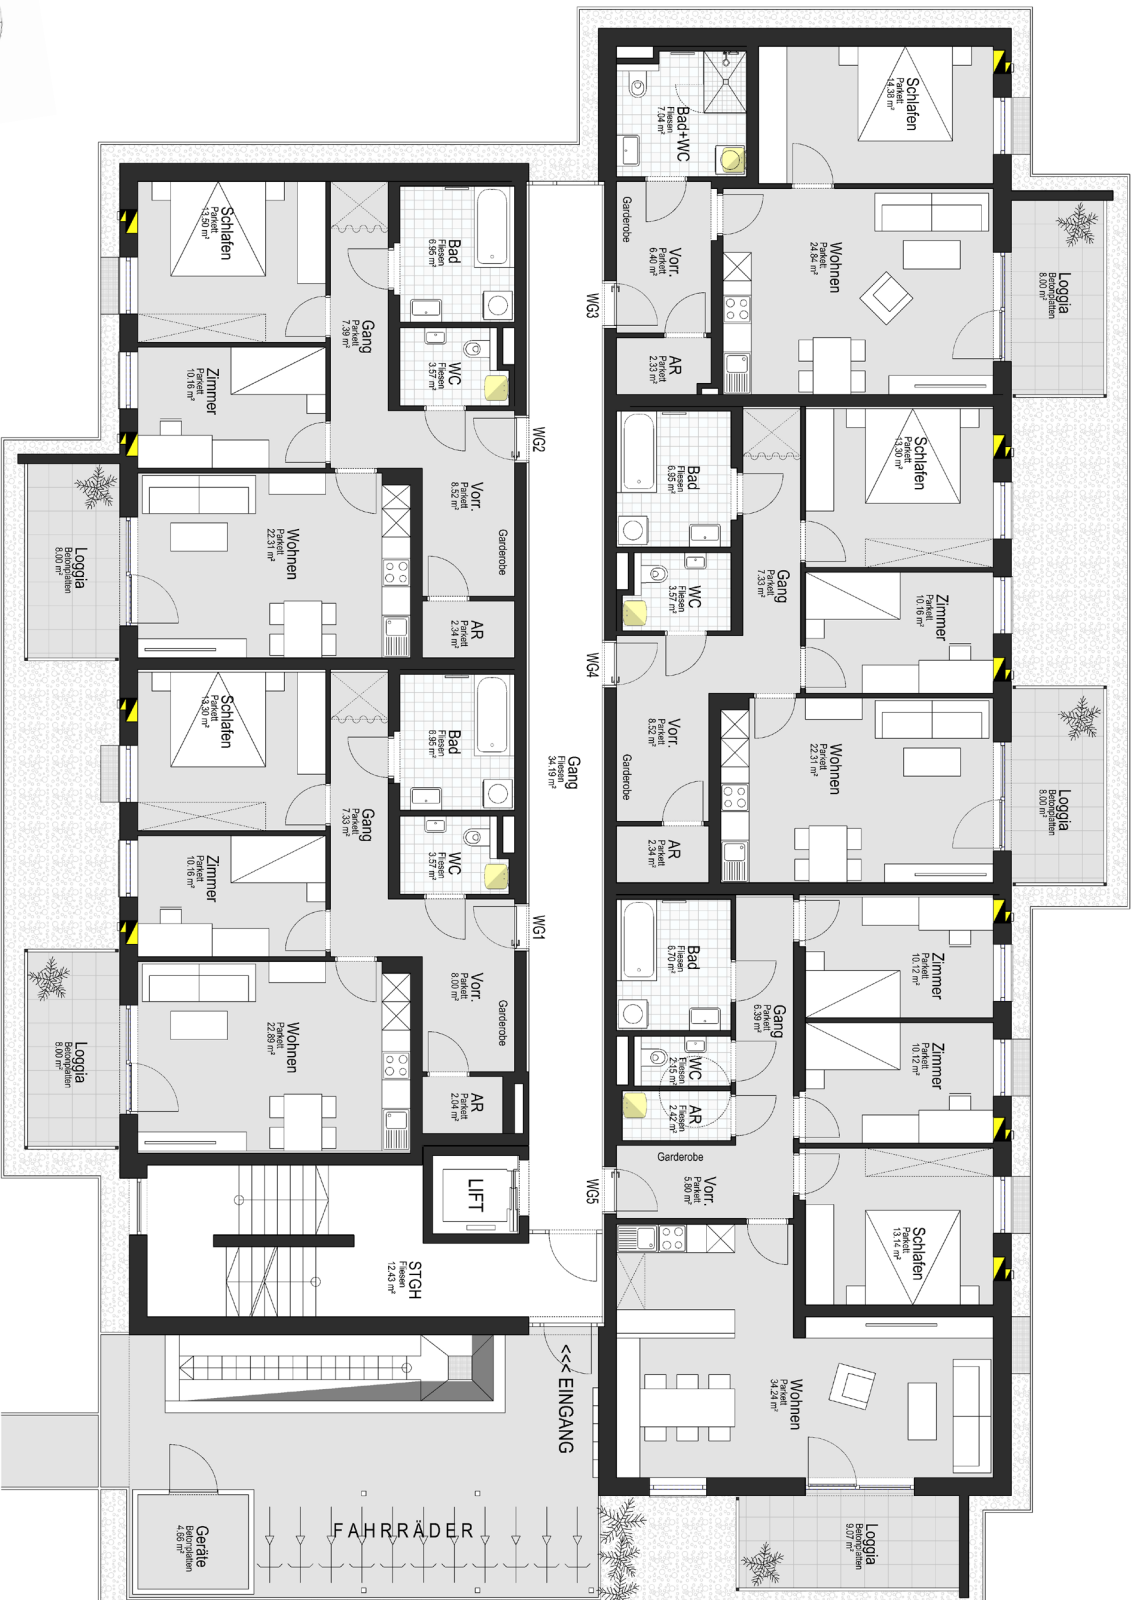 Schlafen
Parkett
14.38 m²
Bad+WC
Fliesen
7.04 m²
Garderobe
Vorr.
Parkett
6.40 m²
Wohnen
Parkett
24.84 m²
Loggia
Betonplatten
8.00 m²
WG3
AR
Parkett
2.33 m²
Schlafen
Parkett
13.50 m²
Bad
Fliesen
6.95 m²
Gang
Parkett
7.39 m²
Zimmer
Parkett
10.16 m²
WC
Fliesen
3.57 m²
WG2
Vorr.
Parkett
8.52 m²
Garderobe
Wohnen
Parkett
22.31 m²
Loggia
Betonplatten
8.00 m²
AR
Parkett
2.34 m²
Bad
Fliesen
6.95 m²
Schlafen
Parkett
13.30 m²
Gang
Parkett
7.33 m²
Zimmer
Parkett
10.16 m²
WC
Fliesen
3.57 m²
WG4
Vorr.
Parkett
8.52 m²
Garderobe
Wohnen
Parkett
22.31 m²
Loggia
Betonplatten
8.00 m²
AR
Parkett
2.34 m²
Gang
Fliesen
34.19 m²
Schlafen
Parkett
13.30 m²
Bad
Fliesen
6.95 m²
Gang
Parkett
7.33 m²
Zimmer
Parkett
10.16 m²
WC
Fliesen
3.57 m²
WG1
Vorr.
Parkett
8.00 m²
Garderobe
Wohnen
Parkett
22.89 m²
Loggia
Betonplatten
8.00 m²
AR
Parkett
2.04 m²
Bad
Fliesen
6.70 m²
Gang
Parkett
6.39 m²
Zimmer
Parkett
10.12 m²
Zimmer
Parkett
10.12 m²
WC
Fliesen
2.15 m²
AR
Fliesen
2.42 m²
Garderobe
Vorr.
Parkett
5.80 m²
WG5
Schlafen
Parkett
13.14 m²
LIFT
STGH
Fliesen
12.43 m²
<<< EINGANG
Wohnen
Parkett
34.24 m²
Loggia
Betonplatten
9.07 m²
FAHRRÄDER
Geräte
Betonplatten
4.66 m²